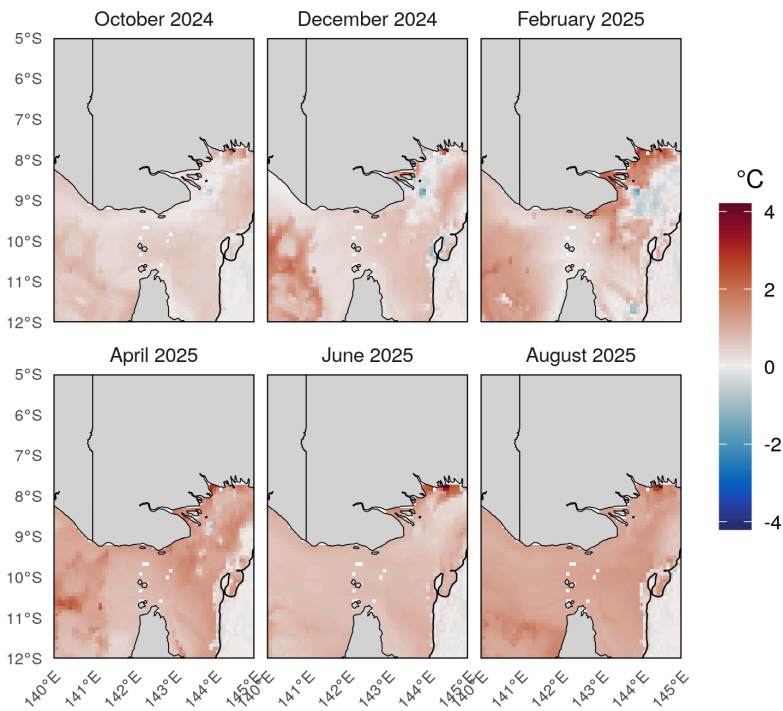 October 2024 December 2024 February 2025
5°S
6°S
7°S
8°S
9°S
10°S
11°S
12°S
°C
4
2
0
-2
-4
April 2025 June 2025 August 2025
5°S
6°S
7°S
8°S
9°S
10°S
11°S
12°S
140°E 141°E 142°E 143°E 144°E 145°E 140°E 141°E 142°E 143°E 144°E 145°E 140°E 141°E 142°E 143°E 144°E 145°E